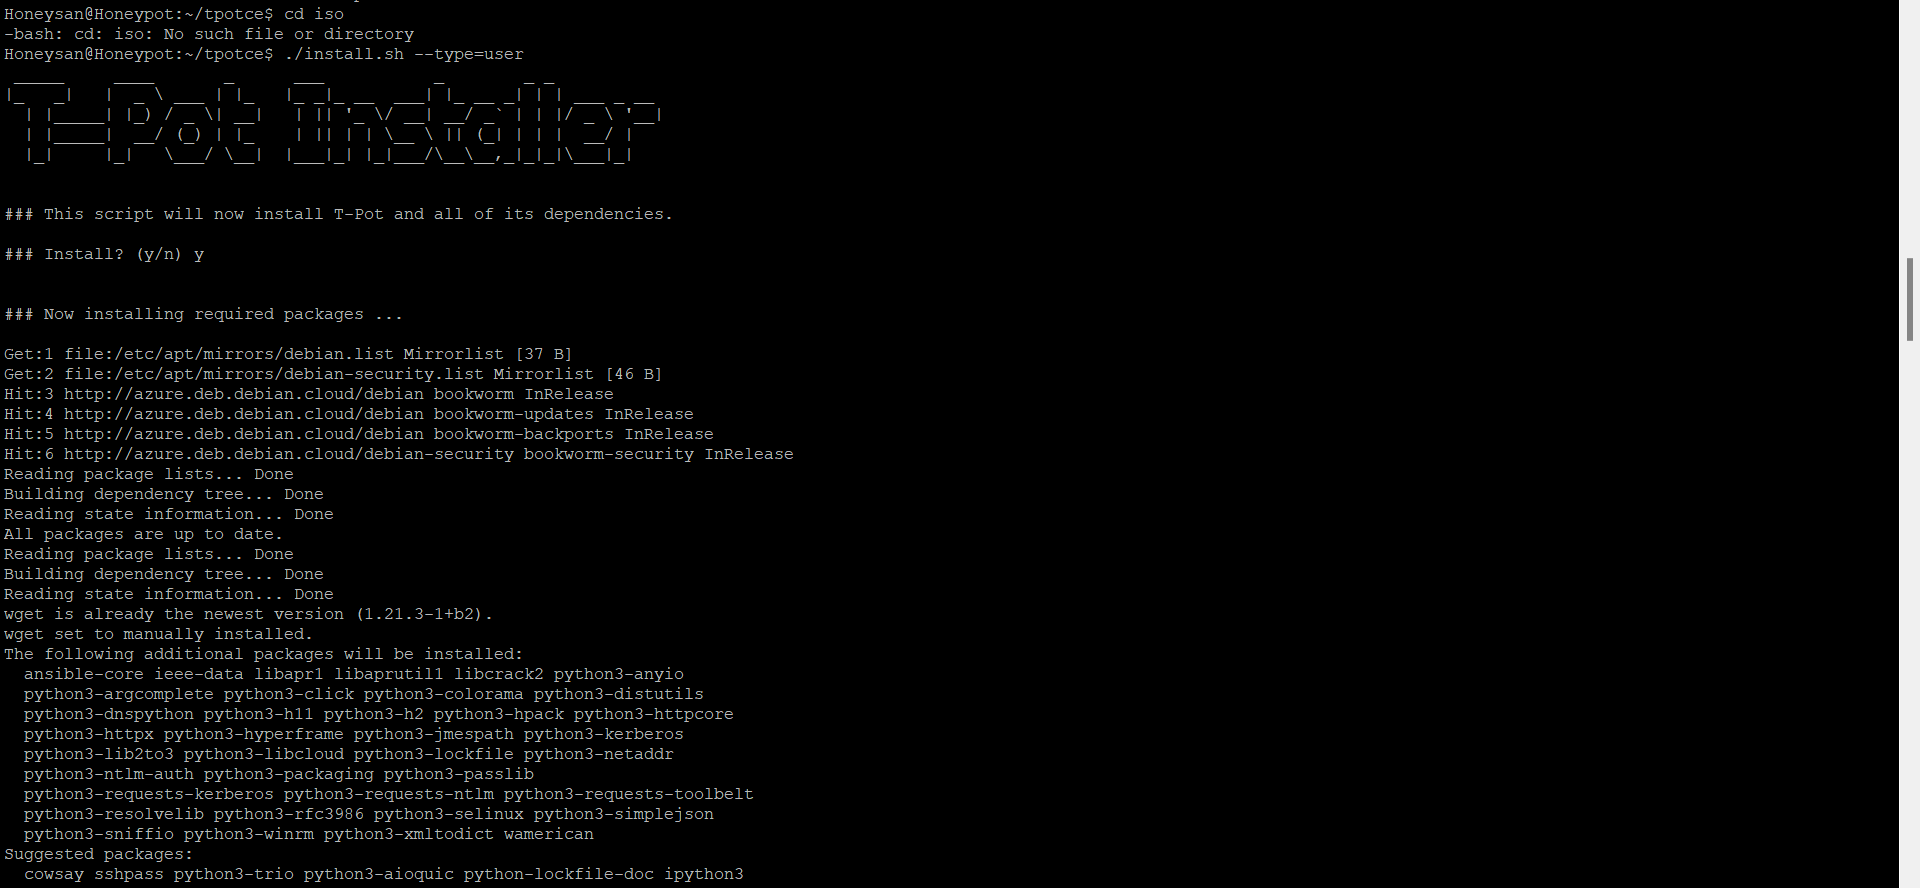 Honeysan@Honeypot:~/tpotce$ cd iso
-bash: cd: iso: No such file or directory
Honeysan@Honeypot:~/tpotce$ ./install.sh --type=user
T-Pot Installer
### This script will now install T-Pot and all of its dependencies.
### Install? (y/n) y
### Now installing required packages ...
Get:1 file:/etc/apt/mirrors/debian.list Mirrorlist [37 B]
Get:2 file:/etc/apt/mirrors/debian-security.list Mirrorlist [46 B]
Hit:3 http://azure.deb.debian.cloud/debian bookworm InRelease
Hit:4 http://azure.deb.debian.cloud/debian bookworm-updates InRelease
Hit:5 http://azure.deb.debian.cloud/debian bookworm-backports InRelease
Hit:6 http://azure.deb.debian.cloud/debian-security bookworm-security InRelease
Reading package lists... Done
Building dependency tree... Done
Reading state information... Done
All packages are up to date.
Reading package lists... Done
Building dependency tree... Done
Reading state information... Done
wget is already the newest version (1.21.3-1+b2).
wget set to manually installed.
The following additional packages will be installed:
  ansible-core ieee-data libapr1 libaprutil1 libcrack2 python3-anyio
  python3-argcomplete python3-click python3-colorama python3-distutils
  python3-dnspython python3-h11 python3-h2 python3-hpack python3-httpcore
  python3-httpx python3-hyperframe python3-jmespath python3-kerberos
  python3-lib2to3 python3-libcloud python3-lockfile python3-netaddr
  python3-ntlm-auth python3-packaging python3-passlib
  python3-requests-kerberos python3-requests-ntlm python3-requests-toolbelt
  python3-resolvelib python3-rfc3986 python3-selinux python3-simplejson
  python3-sniffio python3-winrm python3-xmltodict wamerican
Suggested packages:
  cowsay sshpass python3-trio python3-aioquic python-lockfile-doc ipython3